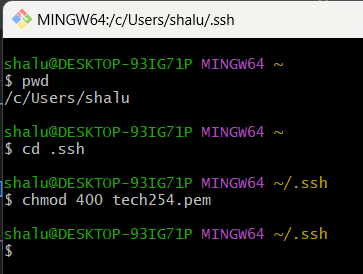 MINGW64:/c/Users/shalu/.ssh
shalu@DESKTOP-93IG71P MINGW64 ~
$ pwd
/c/Users/shalu
shalu@DESKTOP-93IG71P MINGW64 ~
$ cd .ssh
shalu@DESKTOP-93IG71P MINGW64 ~/.ssh
$ chmod 400 tech254.pem
shalu@DESKTOP-93IG71P MINGW64 ~/.ssh
$